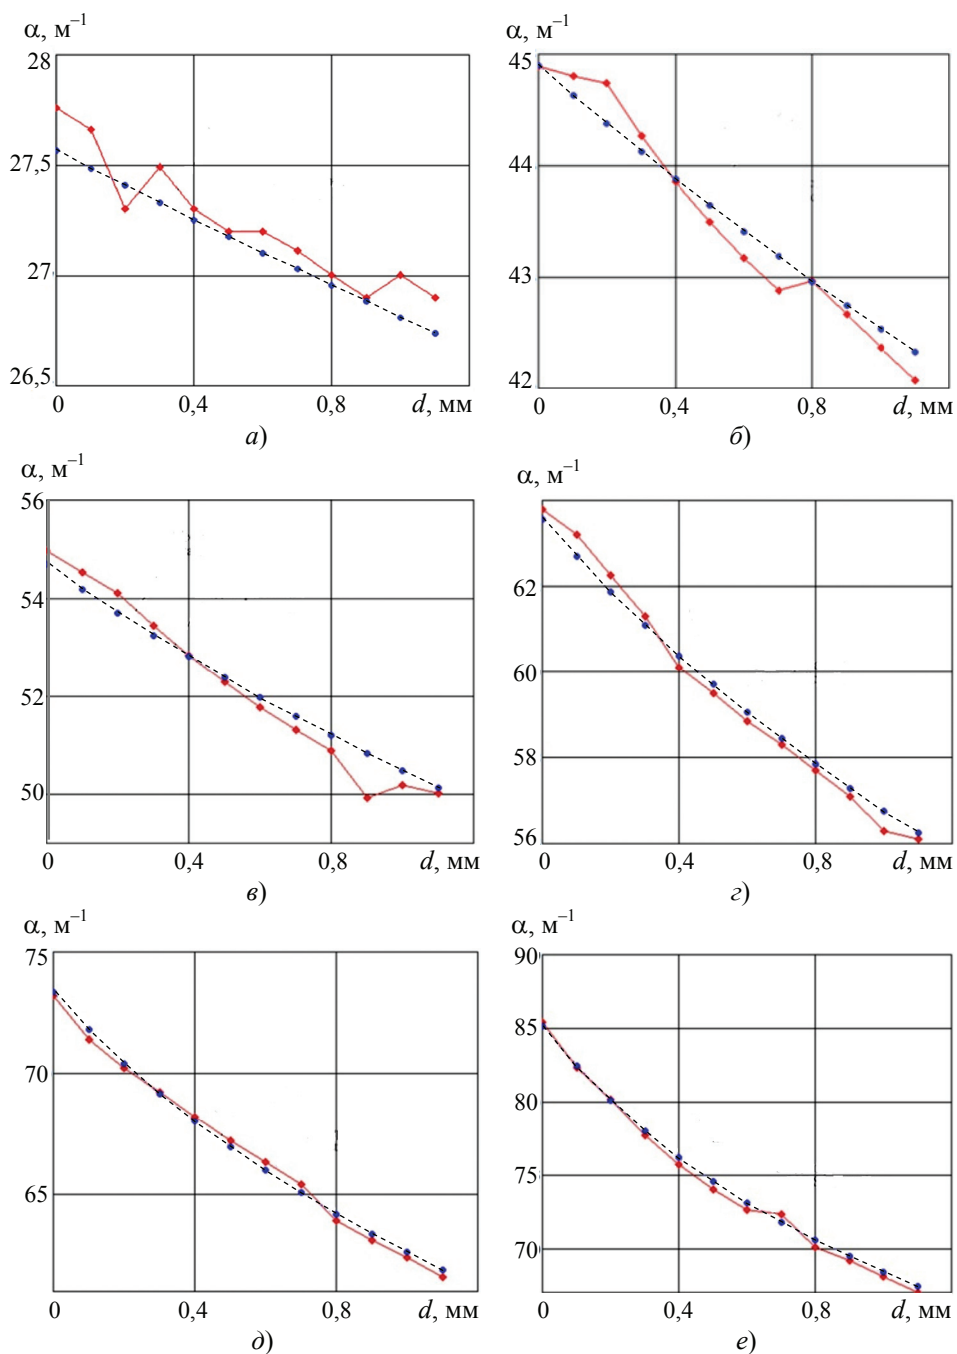 α, м⁻¹
28
27,5
27
26,5
0 0,4 0,8 d, мм
а)
α, м⁻¹
45
44
43
42
0 0,4 0,8 d, мм
б)
α, м⁻¹
56
54
52
50
0 0,4 0,8 d, мм
в)
α, м⁻¹
62
60
58
56
0 0,4 0,8 d, мм
г)
α, м⁻¹
75
70
65
0 0,4 0,8 d, мм
д)
α, м⁻¹
90
85
80
75
70
0 0,4 0,8 d, мм
е)